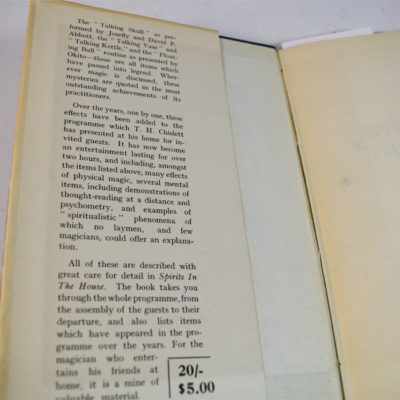 The "Talking Skull" as per-
formed by Joseffy and David P.
Abbott, the "Talking Vase" and
"Talking Kettle," and the "Float-
ing Ball" routine as presented by
Okito—these are all items which
have passed into legend. Wher-
ever magic is discussed, these
mysteries are quoted as the most
outstanding achievements of its
practitioners.
Over the years, one by one, these
effects have been added to the
programme which T. H. Chislett
has presented at his home for in-
vited guests. It has now become
an entertainment lasting for over
two hours, and including, amongst
the items listed above, many effects
of physical magic, several mental
items, including demonstrations of
thought-reading at a distance and
psychometry, and examples of
"spiritualistic" phenomena of
which no laymen, and few
magicians, could offer an explana-
tion.
All of these are described with
great care for detail in Spirits In
The House. The book takes you
through the whole programme, from
the assembly of the guests to their
departure, and also lists items
which have appeared in the pro-
gramme over the years. For the
magician who enter-
tains his friends at
home, it is a mine of
valuable material.
20/-
$5.00